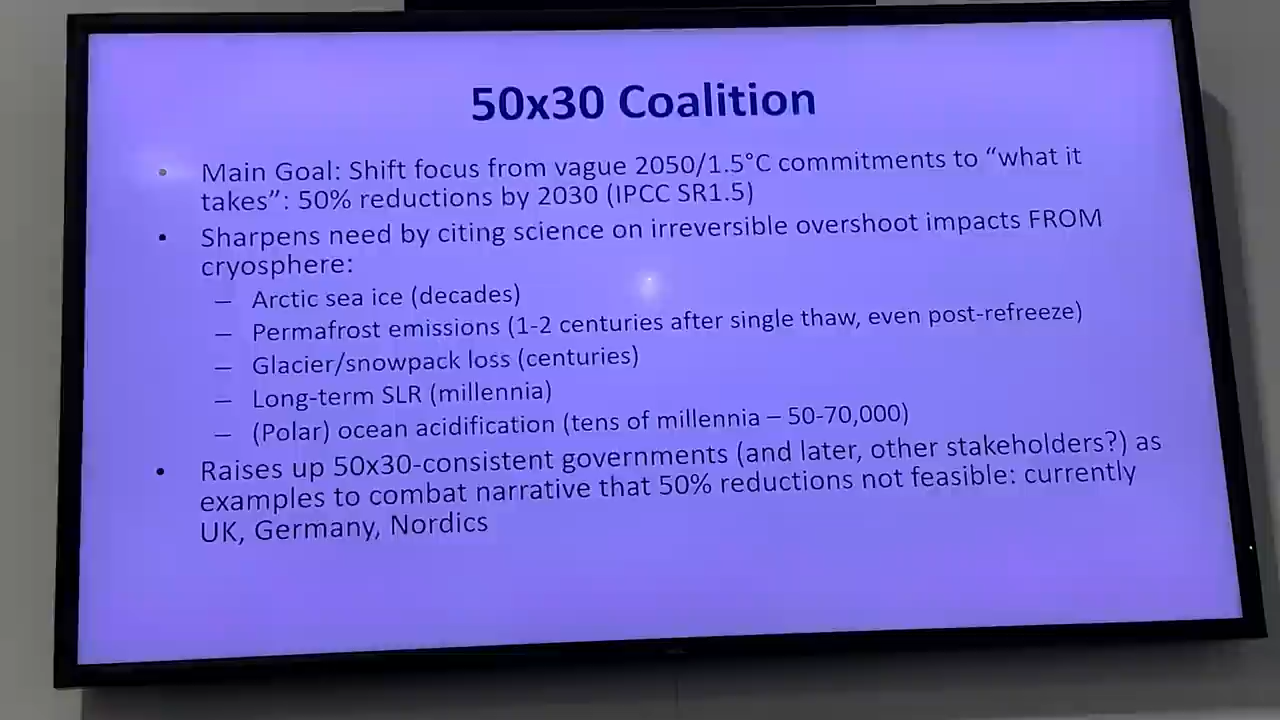 50x30 Coalition
• Main Goal: Shift focus from vague 2050/1.5°C commitments to “what it
takes”: 50% reductions by 2030 (IPCC SR1.5)
• Sharpens need by citing science on irreversible overshoot impacts FROM
cryosphere:
– Arctic sea ice (decades)
– Permafrost emissions (1-2 centuries after single thaw, even post-refreeze)
– Glacier/snowpack loss (centuries)
– Long-term SLR (millennia)
– (Polar) ocean acidification (tens of millennia – 50-70,000)
• Raises up 50x30-consistent governments (and later, other stakeholders?) as
examples to combat narrative that 50% reductions not feasible: currently
UK, Germany, Nordics